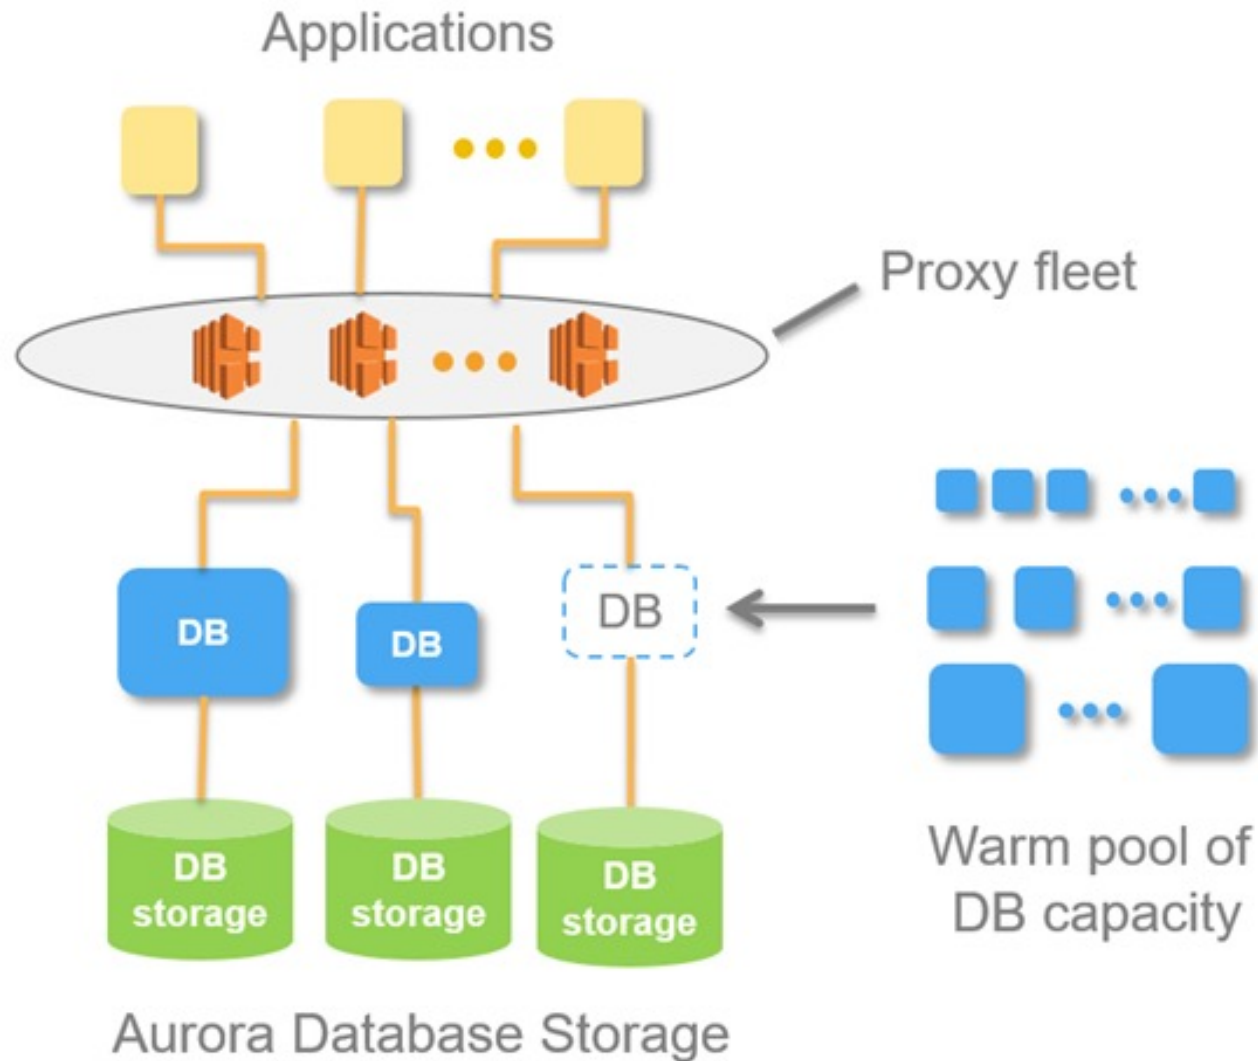 Applications
Proxy fleet
DB
DB
DB
DB
storage
DB
storage
DB
storage
Warm pool of
DB capacity
Aurora Database Storage